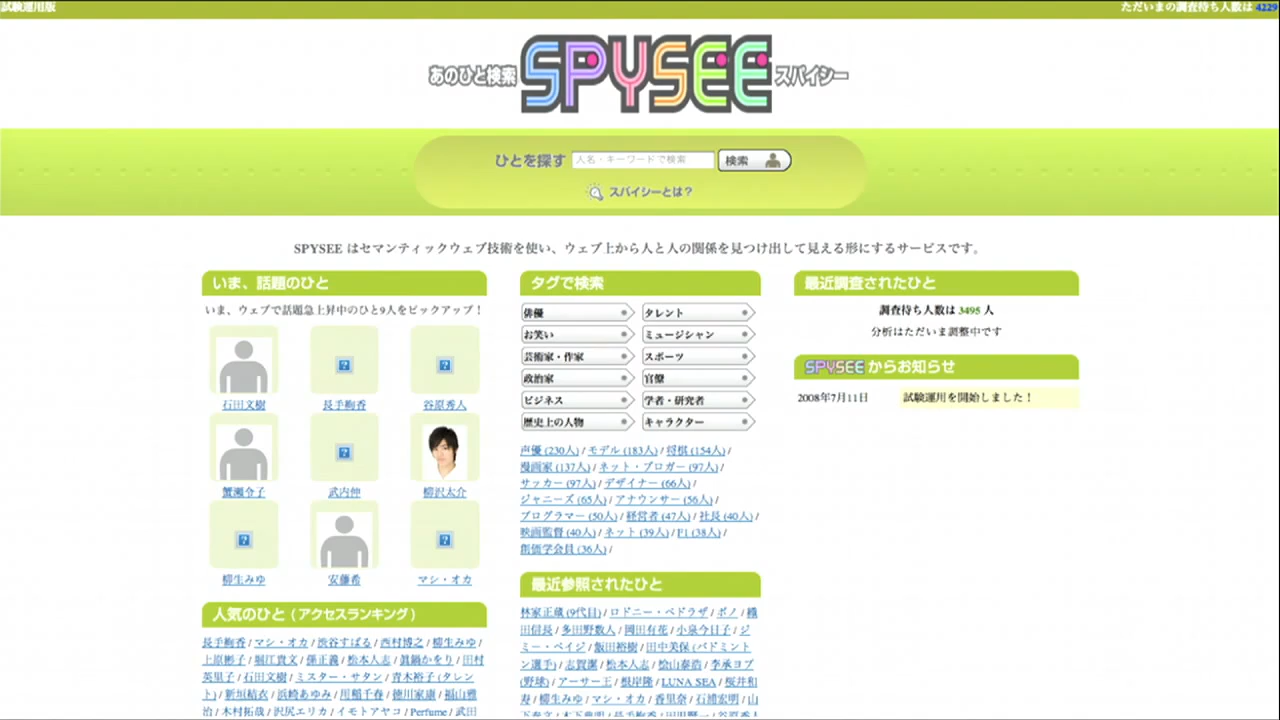 試験運用版
ただいまの調査待ち人数は 4229
あのひと検索 SPYSEE スパイシー
ひとを探す 人名・キーワードで検索 検索
スパイシーとは？
SPYSEE はセマンティックウェブ技術を使い、ウェブ上から人と人の関係を見つけ出して見える形にするサービスです。
いま、話題のひと
いま、ウェブで話題急上昇中のひと9人をピックアップ！
石田文樹 長手絢香 谷原秀人
蟹瀬令子 武内伸 柳沢太介
柳生みゆ 安藤希 マシ・オカ
人気のひと ( アクセスランキング )
長手絢香 / マシ・オカ / 渋谷すばる / 西村博之 / 柳生みゆ /
上原彬子 / 堀江貴文 / 孫正義 / 松本人志 / 眞鍋かをり / 田村
英里子 / 石田文樹 / ミスター・サタン / 青木裕子 (タレン
ト) / 新垣結衣 / 浜崎あゆみ / 川稲千春 / 徳川家康 / 福山雅
治 / 木村拓哉 / 沢尻エリカ / イモトアヤコ / Perfume / 武田
タグで検索
俳優 タレント
お笑い ミュージシャン
芸術家・作家 スポーツ
政治家 官僚
ビジネス 学者・研究者
歴史上の人物 キャラクター
声優 (230人) / モデル (183人) / 将棋 (154人) /
漫画家 (137人) / ネット・ブロガー (97人) /
サッカー (97人) / デザイナー (66人) /
ジャニーズ (65人) / アナウンサー (56人) /
プログラマー (50人) / 経営者 (47人) / 社長 (40人) /
映画監督 (40人) / ネット (39人) / F1 (38人) /
創価学会員 (36人) /
最近参照されたひと
林家正蔵 (9代目) / ロドニー・ペドラザ / ボノ / 織
田信長 / 多田野数人 / 岡田有花 / 小泉今日子 / ジ
ミー・ペイジ / 飯田裕樹 / 田中美保 (バドミント
ン選手) / 志賀潔 / 松本人志 / 桧山泰浩 / 李承ヨプ
(野球) / アーサー王 / 根岸隆 / LUNA SEA / 桜井和
寿 / 柳生みゆ / マシ・オカ / 香里奈 / 石浦宏明 / 山
最近調査されたひと
調査待ち人数は 3495 人
分析はただいま調整中です
SPYSEE からお知らせ
2008年7月11日 試験運用を開始しました！